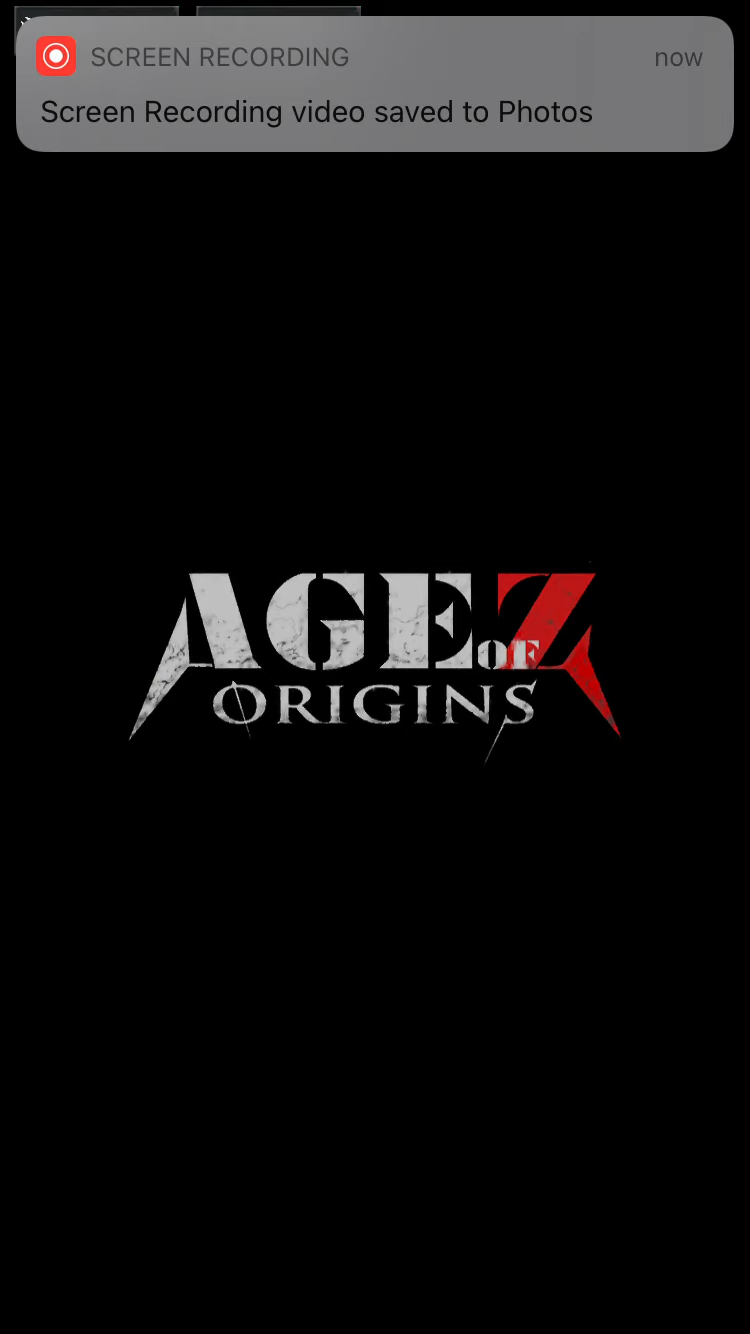 SCREEN RECORDING now
Screen Recording video saved to Photos
AGE OF Z
ORIGINS